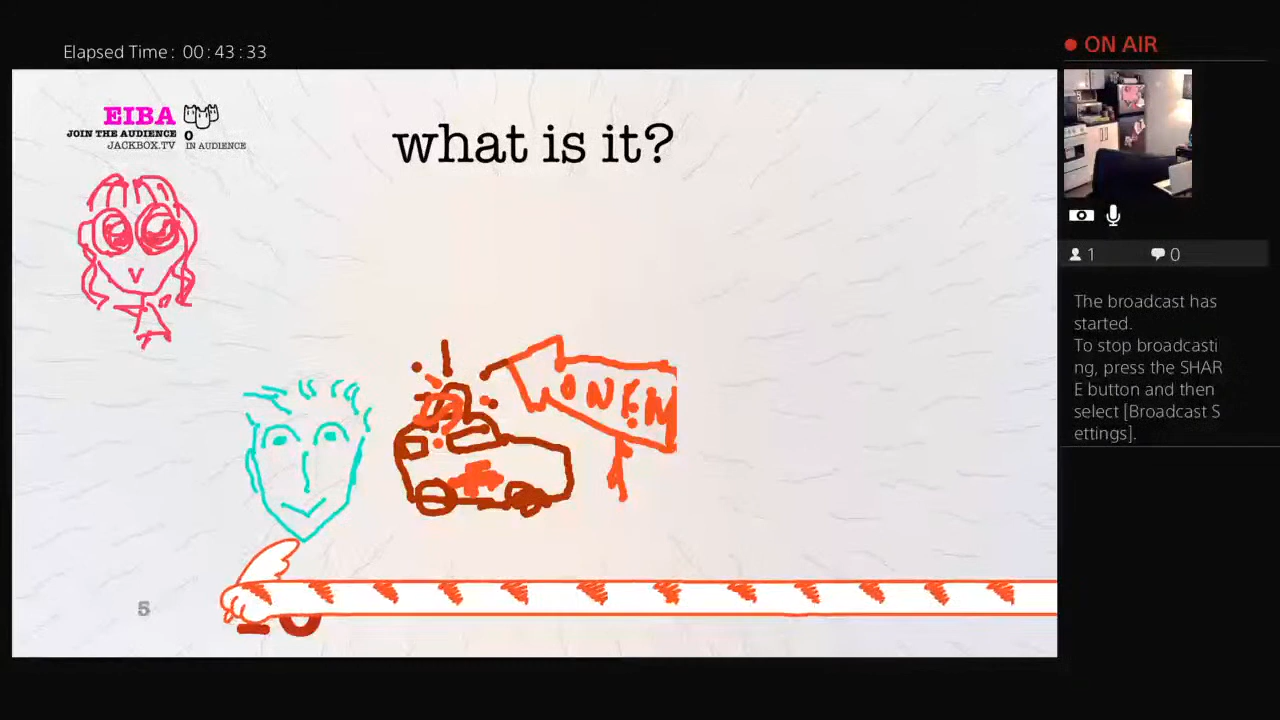 Elapsed Time: 00:43:33
ON AIR
EIBA
JOIN THE AUDIENCE
JACKBOX.TV
0
IN AUDIENCE
what is it?
ONEM
5
1
0
The broadcast has
started.
To stop broadcasti
ng, press the SHAR
E button and then
select [Broadcast S
ettings].